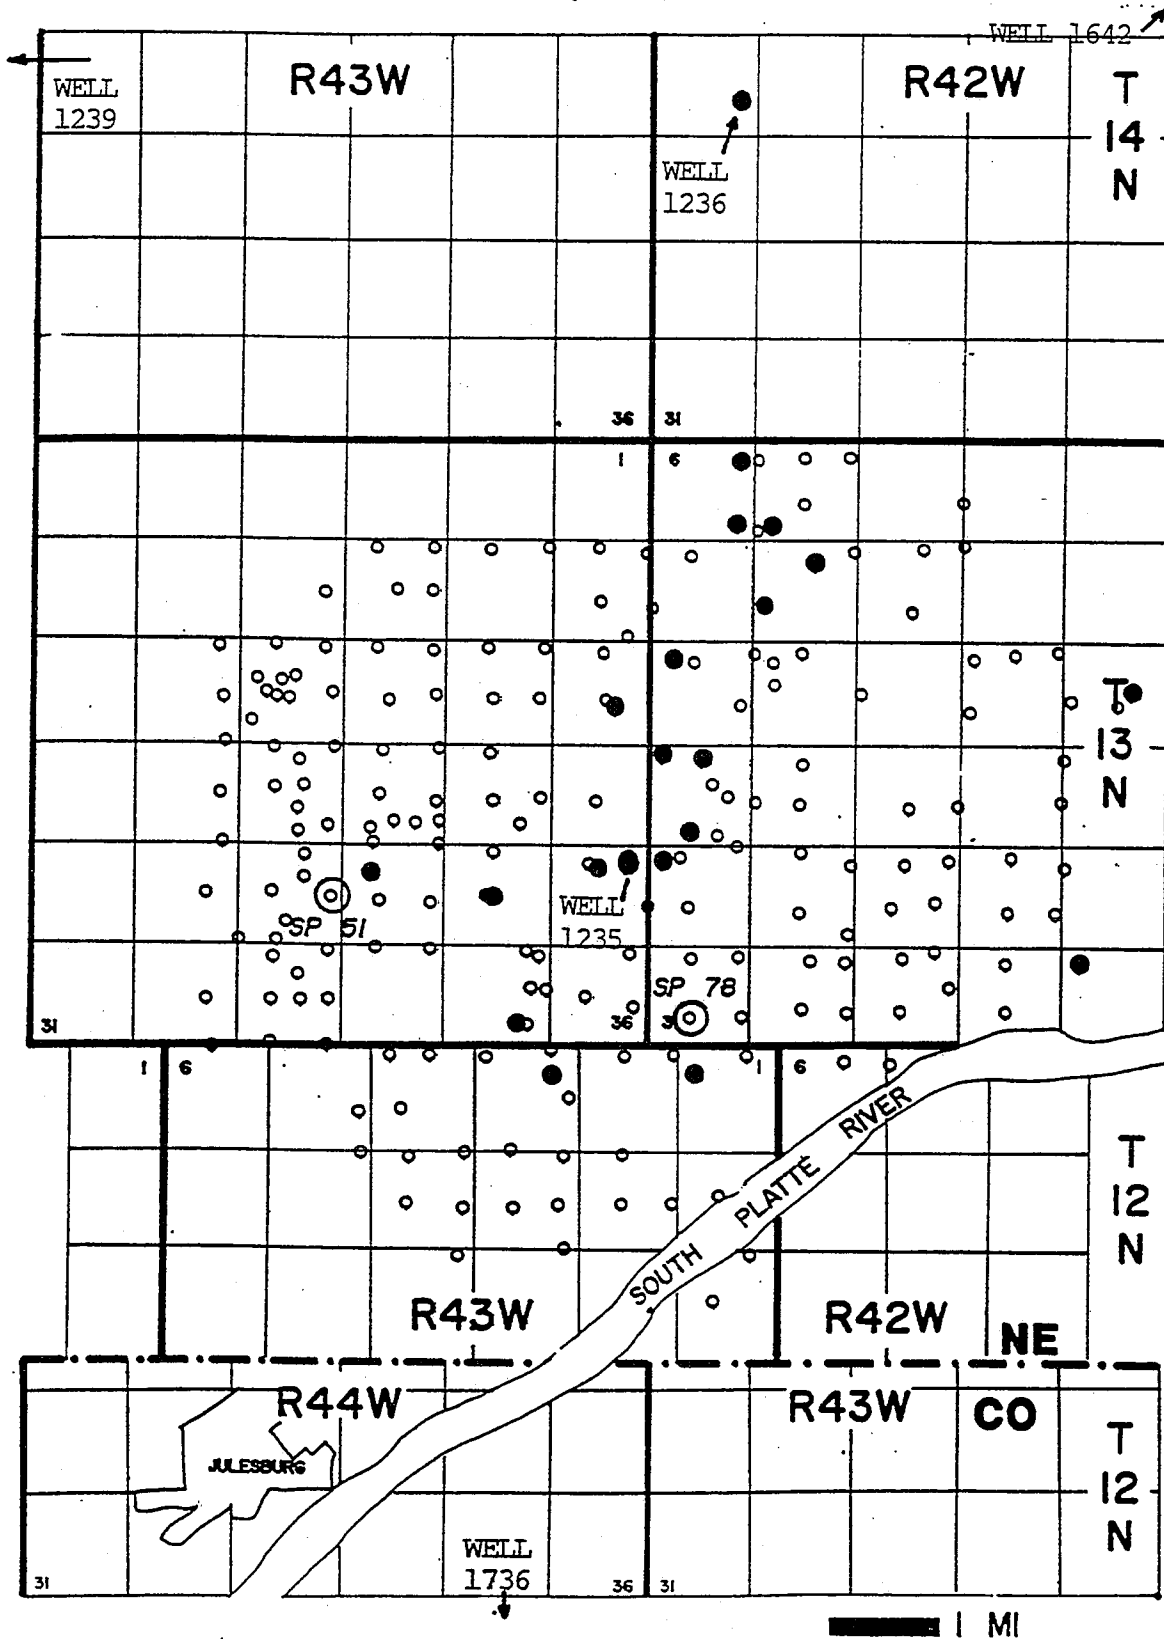 WELL 1642
WELL
1239
R43W
R42W
T
14
N
WELL
1236
36 31
1 6
T
13
N
WELL
1235
SP 51
SP 78
31
36 3
1 6
1 6
SOUTH PLATTE RIVER
T
12
N
R43W
R42W
NE
R44W
R43W
CO
JULESBURG
T
12
N
WELL
1736
31
36 31
1 MI